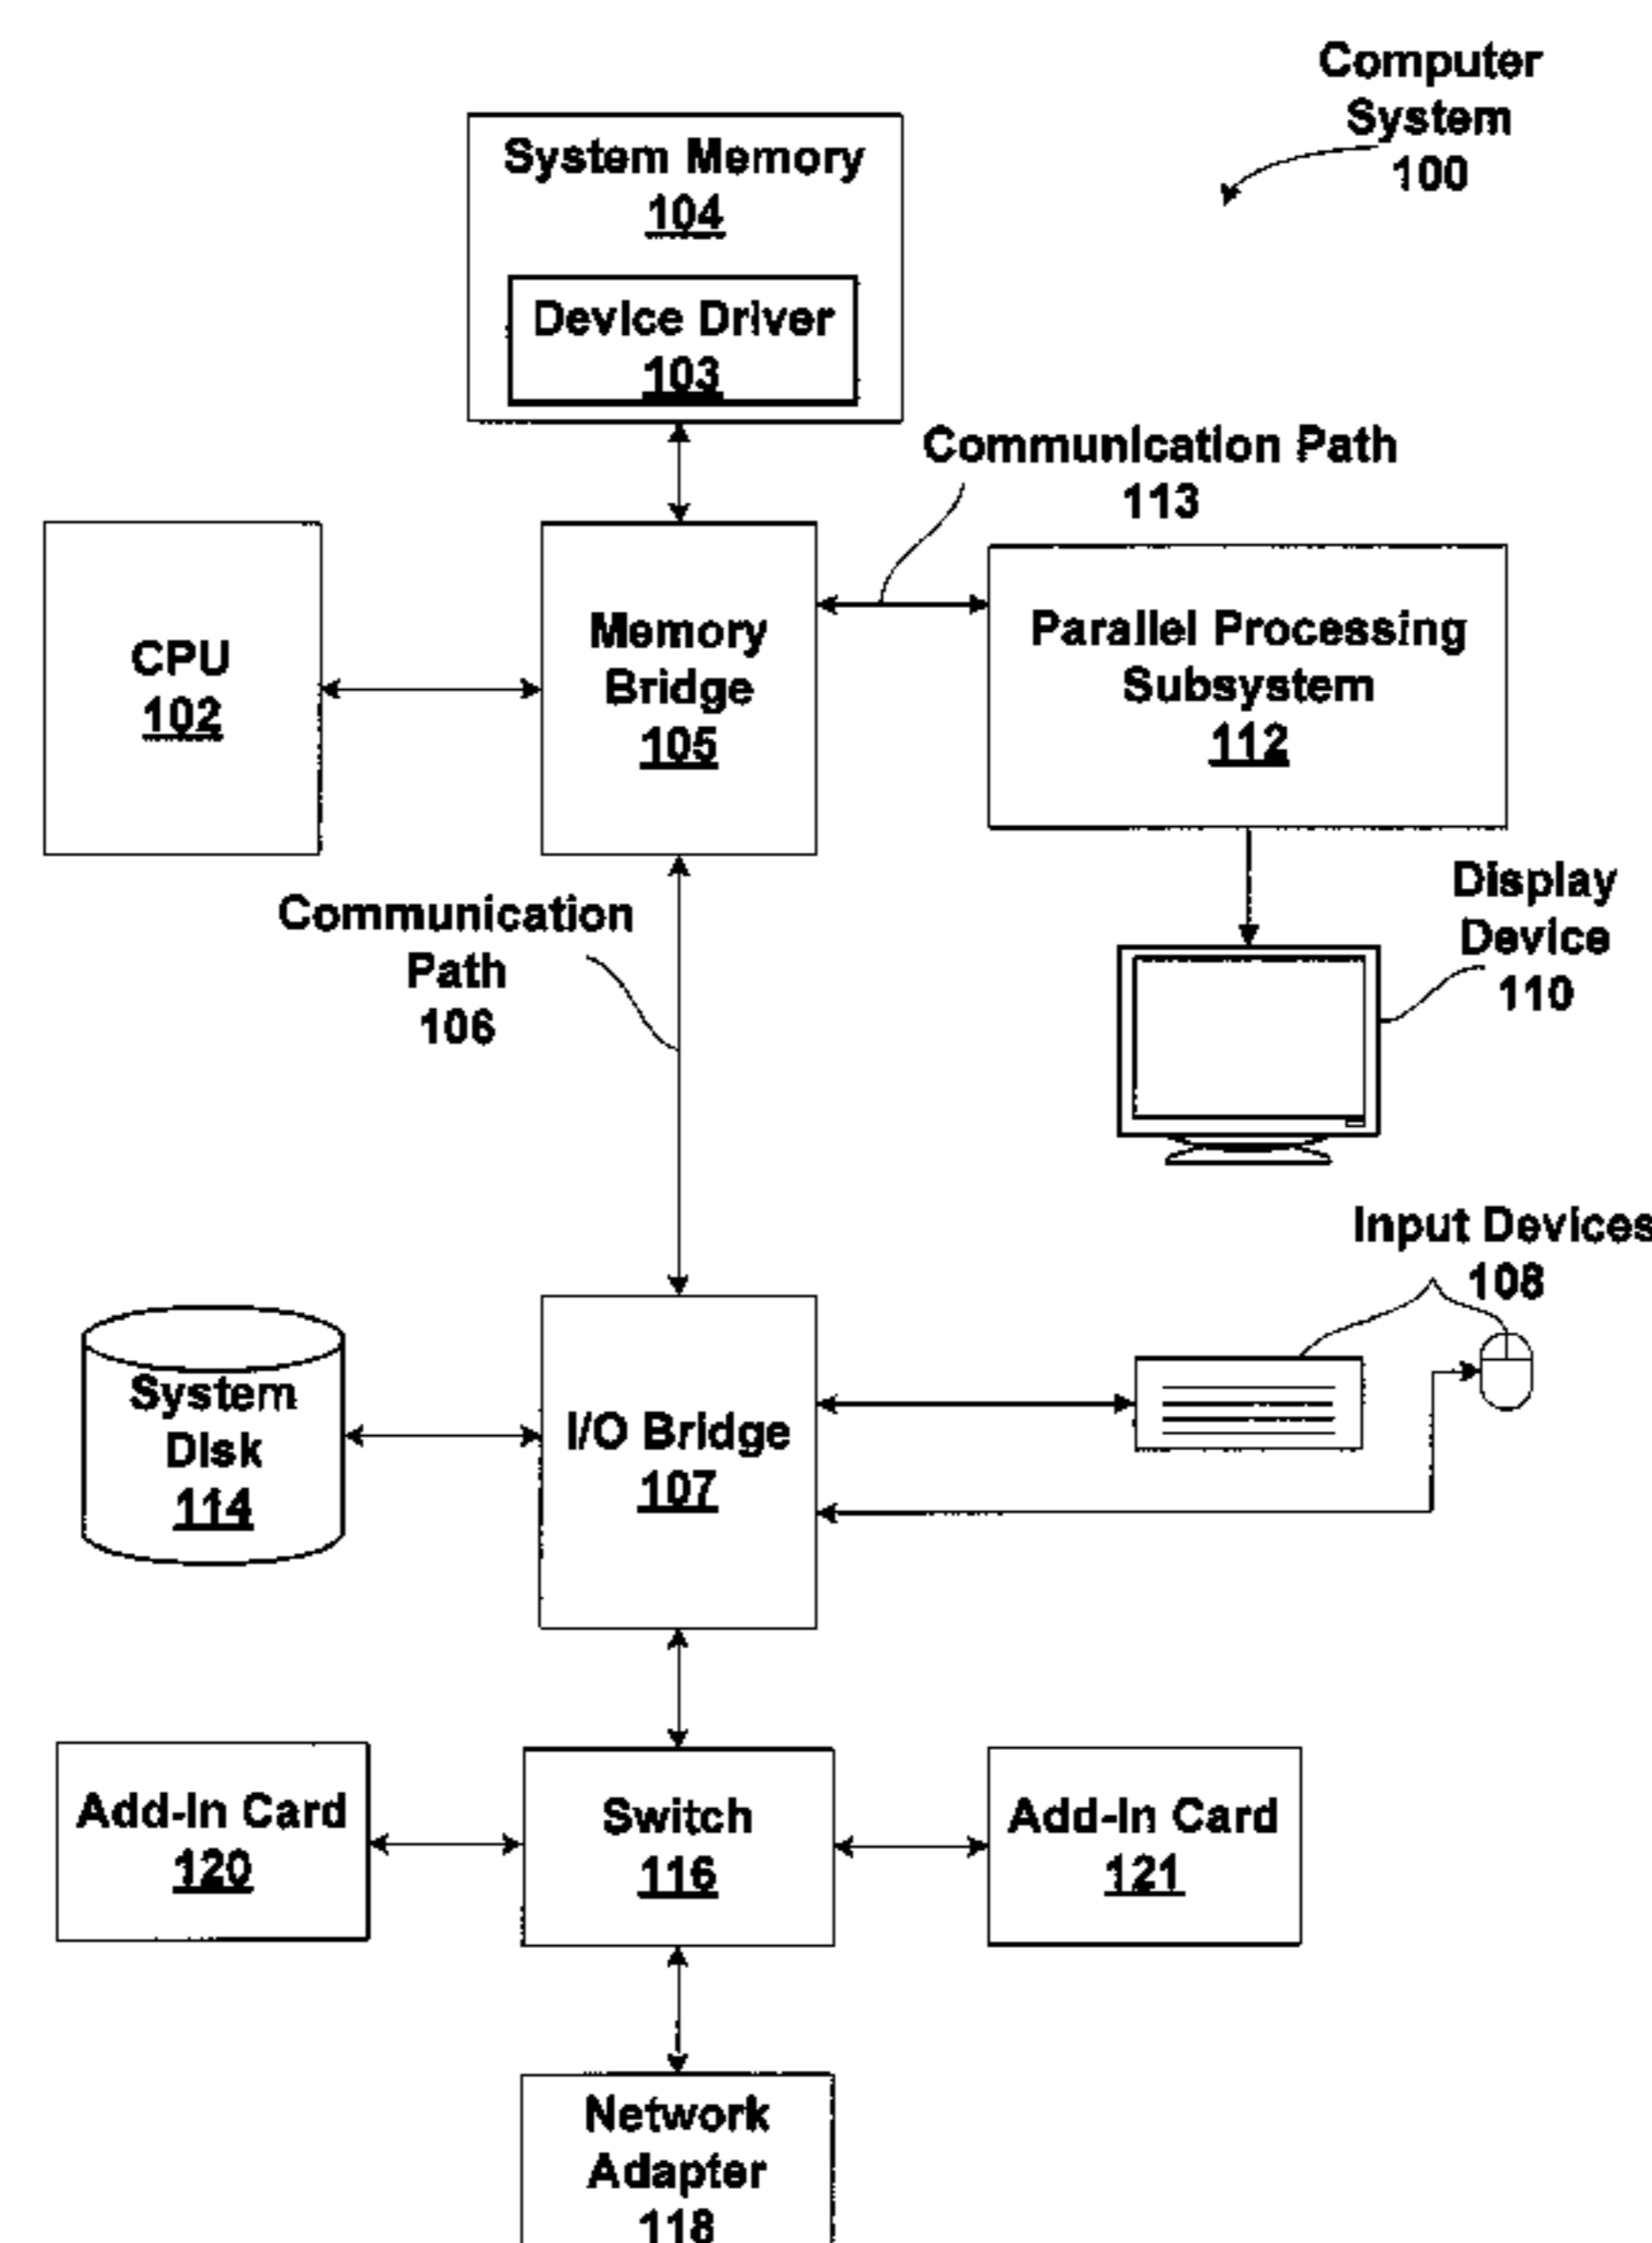 Computer
System
100
System Memory
104
Device Driver
103
Communication Path
113
CPU
102
Memory
Bridge
105
Parallel Processing
Subsystem
112
Communication
Path
106
Display
Device
110
Input Devices
108
System
Disk
114
I/O Bridge
107
Add-In Card
120
Switch
116
Add-In Card
121
Network
Adapter
118